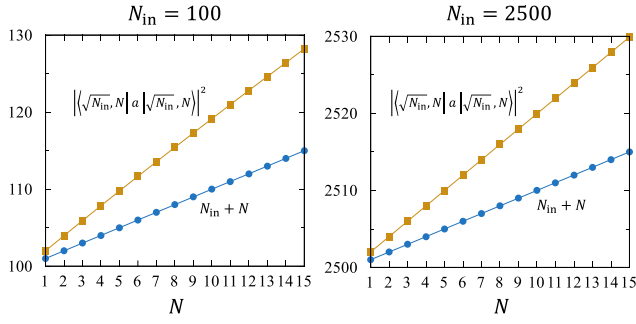 N_in = 100
N_in = 2500
130
120
110
100
|⟨√N_in, N|a|√N_in, N⟩|²
N_in + N
1 2 3 4 5 6 7 8 9 10 11 12 13 14 15
N
2530
2520
2510
2500
|⟨√N_in, N|a|√N_in, N⟩|²
N_in + N
1 2 3 4 5 6 7 8 9 10 11 12 13 14 15
N